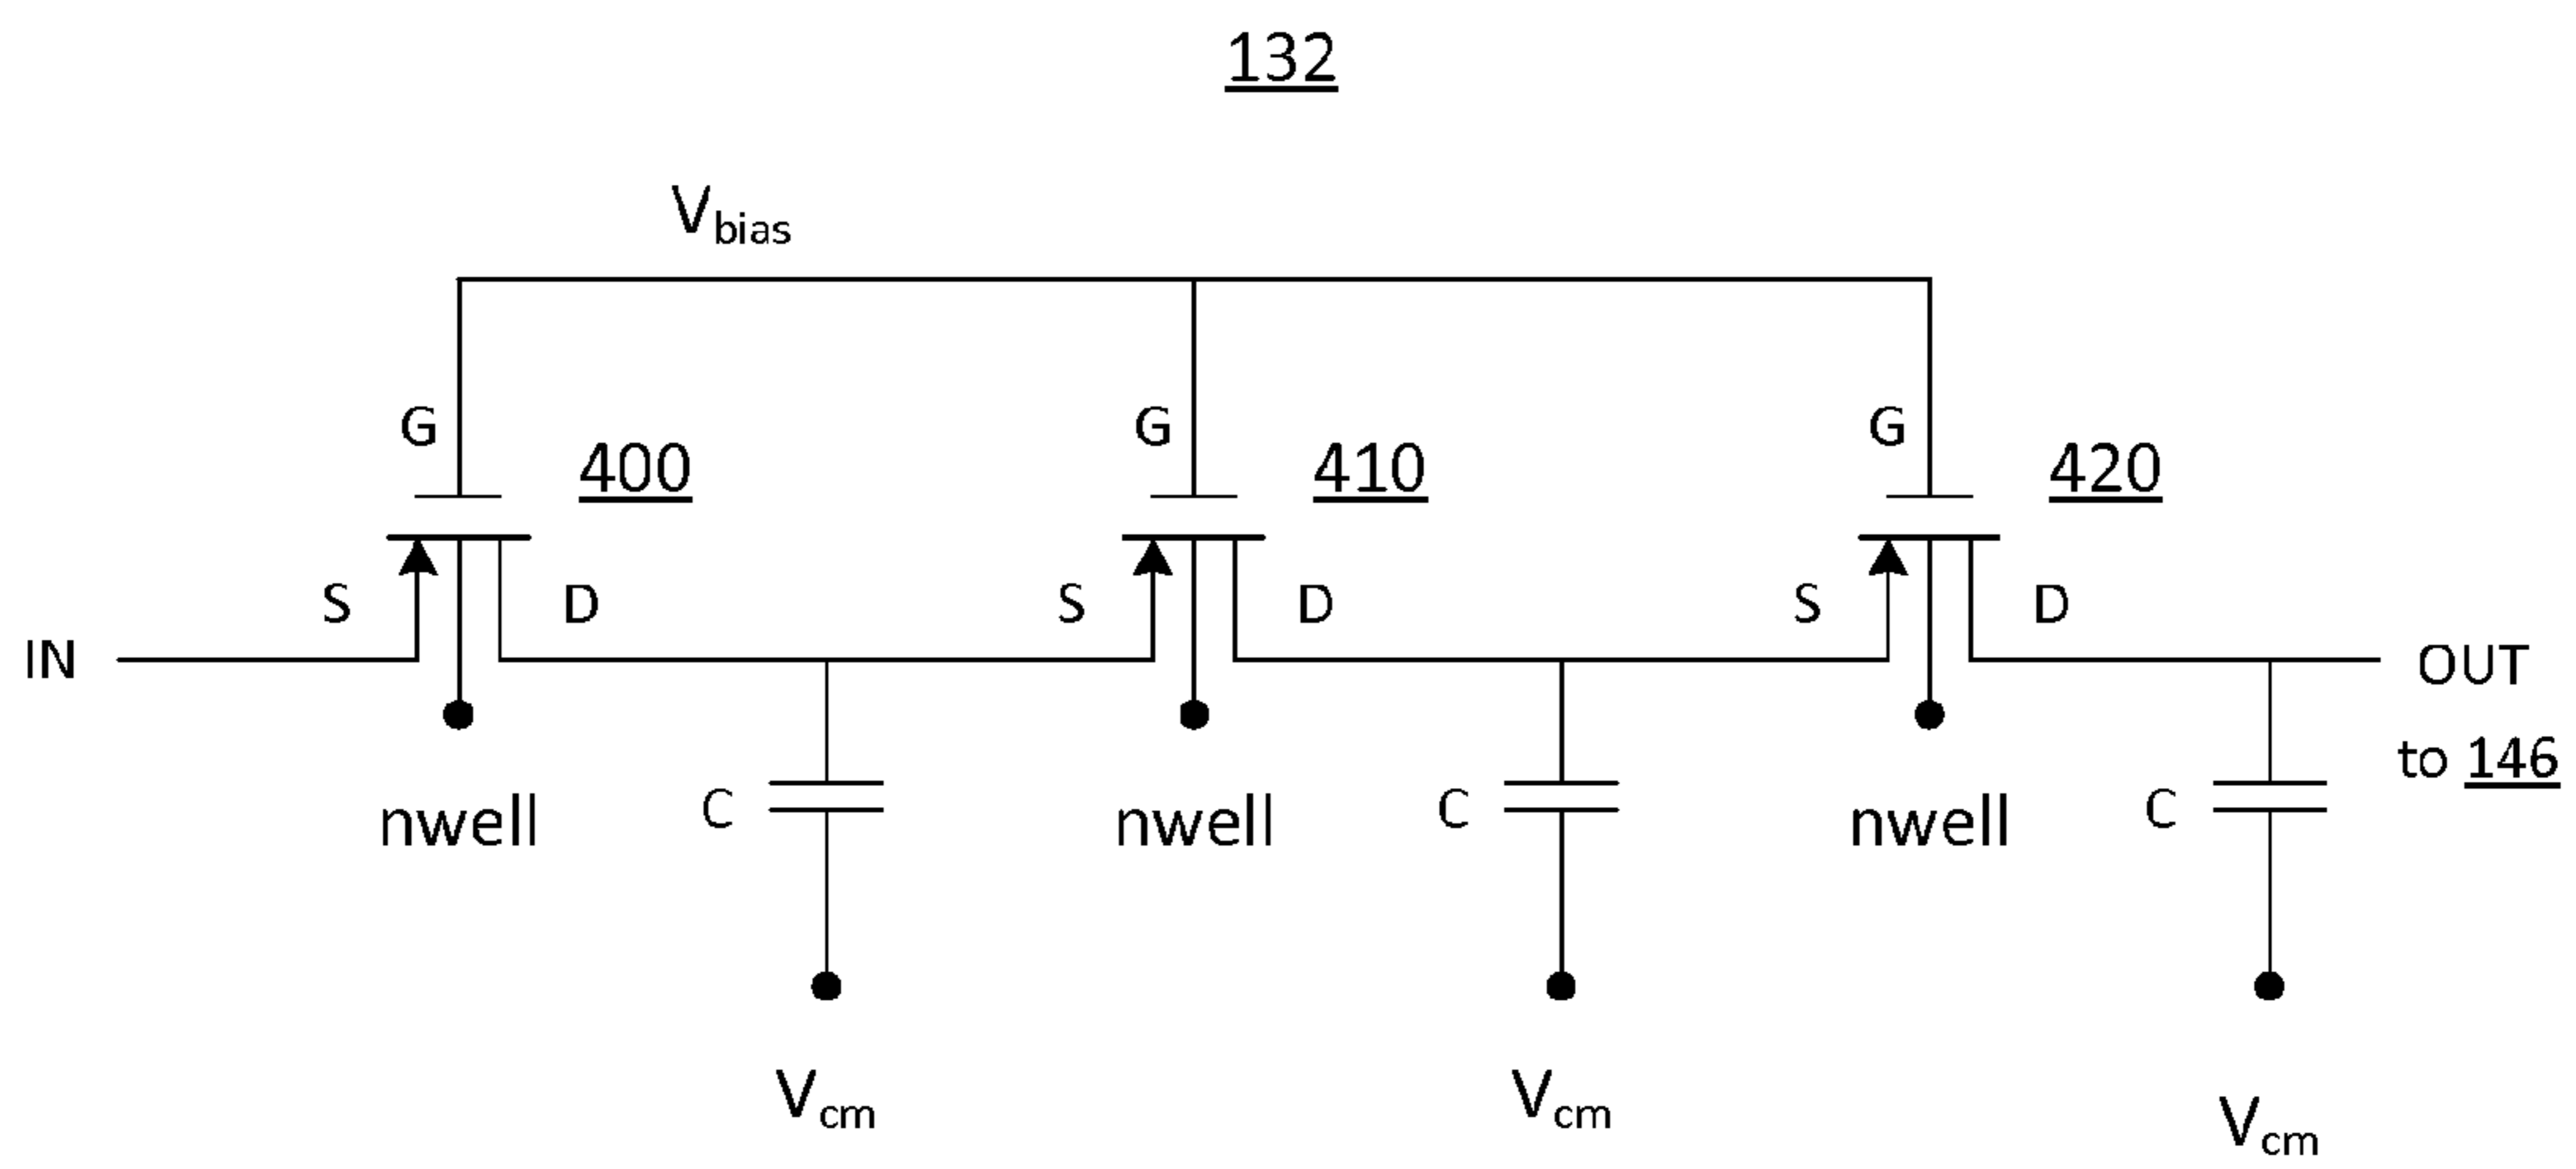 132
Vbias
G
400
G
410
G
420
S
D
S
D
S
D
IN
OUT
to 146
nwell
C
nwell
C
nwell
C
Vcm
Vcm
Vcm